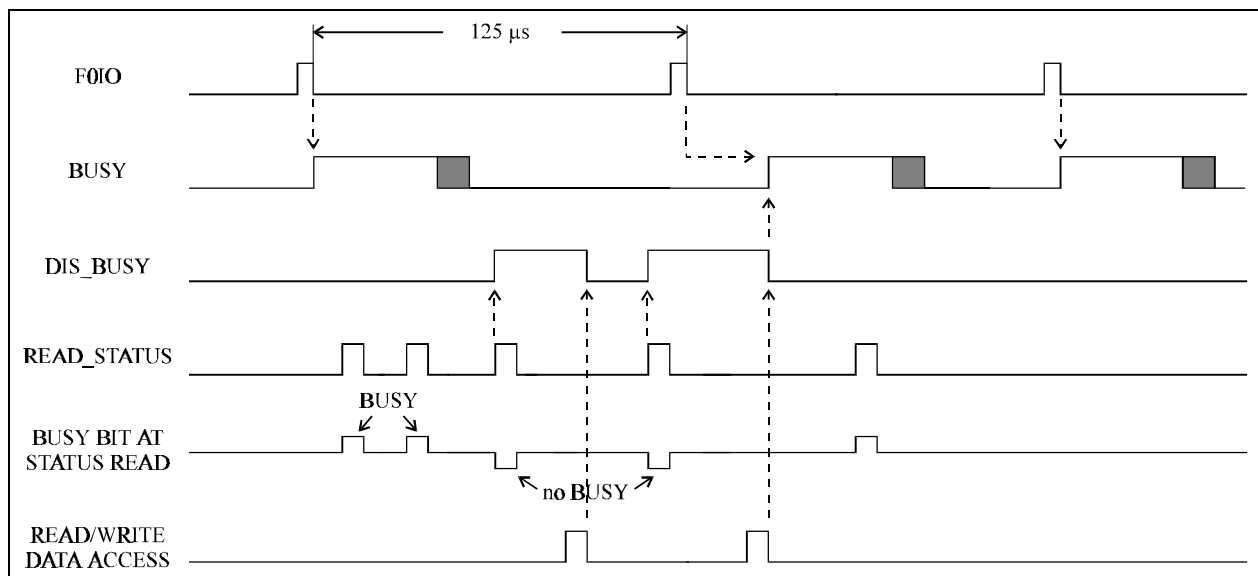 125 µs
F0IO
BUSY
DIS_BUSY
READ_STATUS
BUSY
BUSY BIT AT
STATUS READ
no BUSY
READ/WRITE
DATA ACCESS